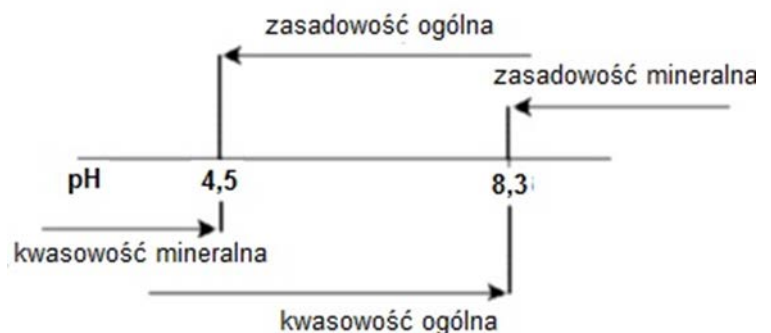 zasadowość ogólna
zasadowość mineralna
pH 4,5 8,3
kwasowość mineralna
kwasowość ogólna